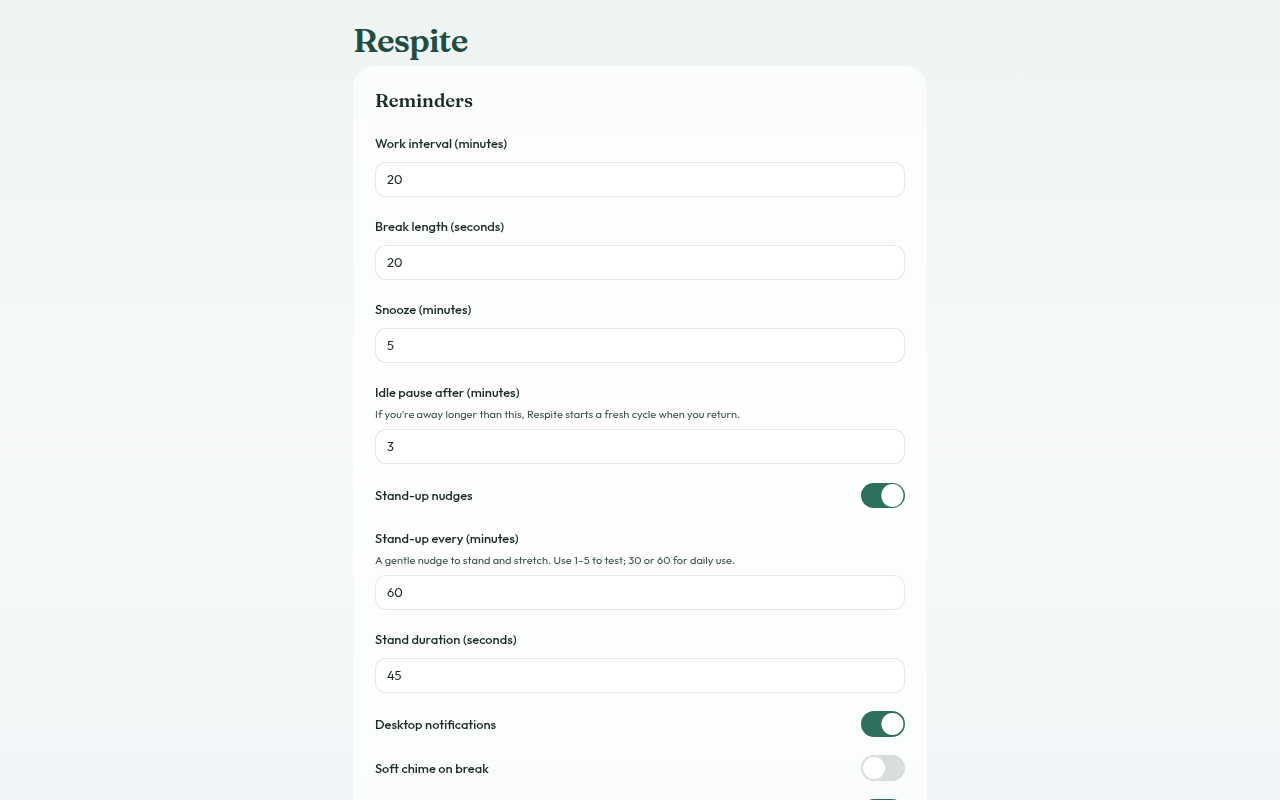 Respite
Reminders
Work interval (minutes)
20
Break length (seconds)
20
Snooze (minutes)
5
Idle pause after (minutes)
If you're away longer than this, Respite starts a fresh cycle when you return.
3
Stand-up nudges
Stand-up every (minutes)
A gentle nudge to stand and stretch. Use 1–5 to test; 30 or 60 for daily use.
60
Stand duration (seconds)
45
Desktop notifications
Soft chime on break